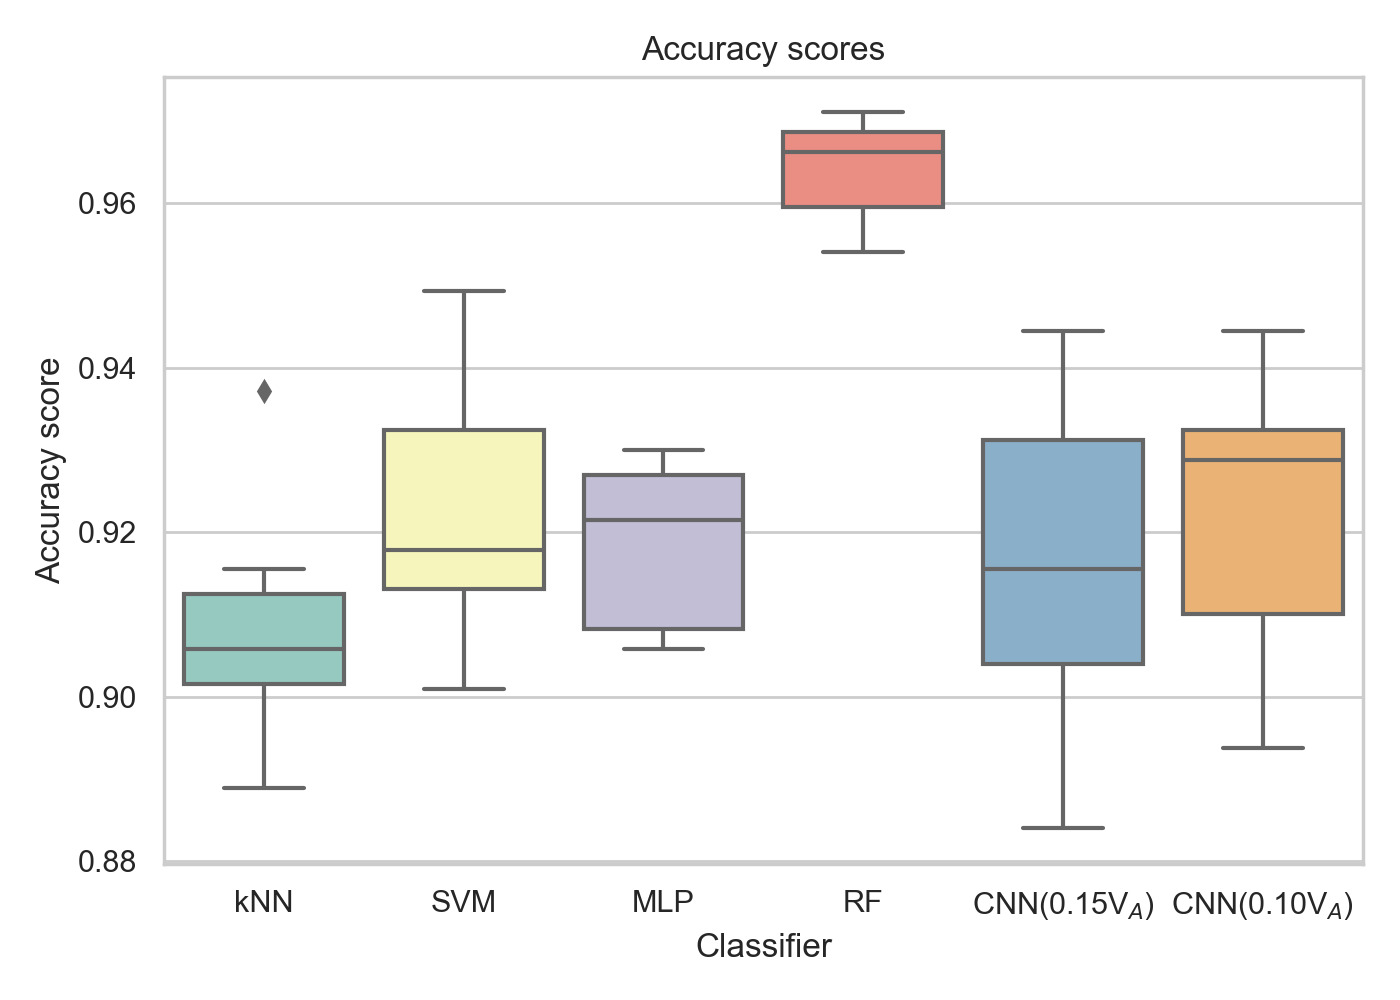 Accuracy scores
Accuracy score
0.96
0.94
0.92
0.90
0.88
kNN SVM MLP RF CNN(0.15V_A) CNN(0.10V_A)
Classifier